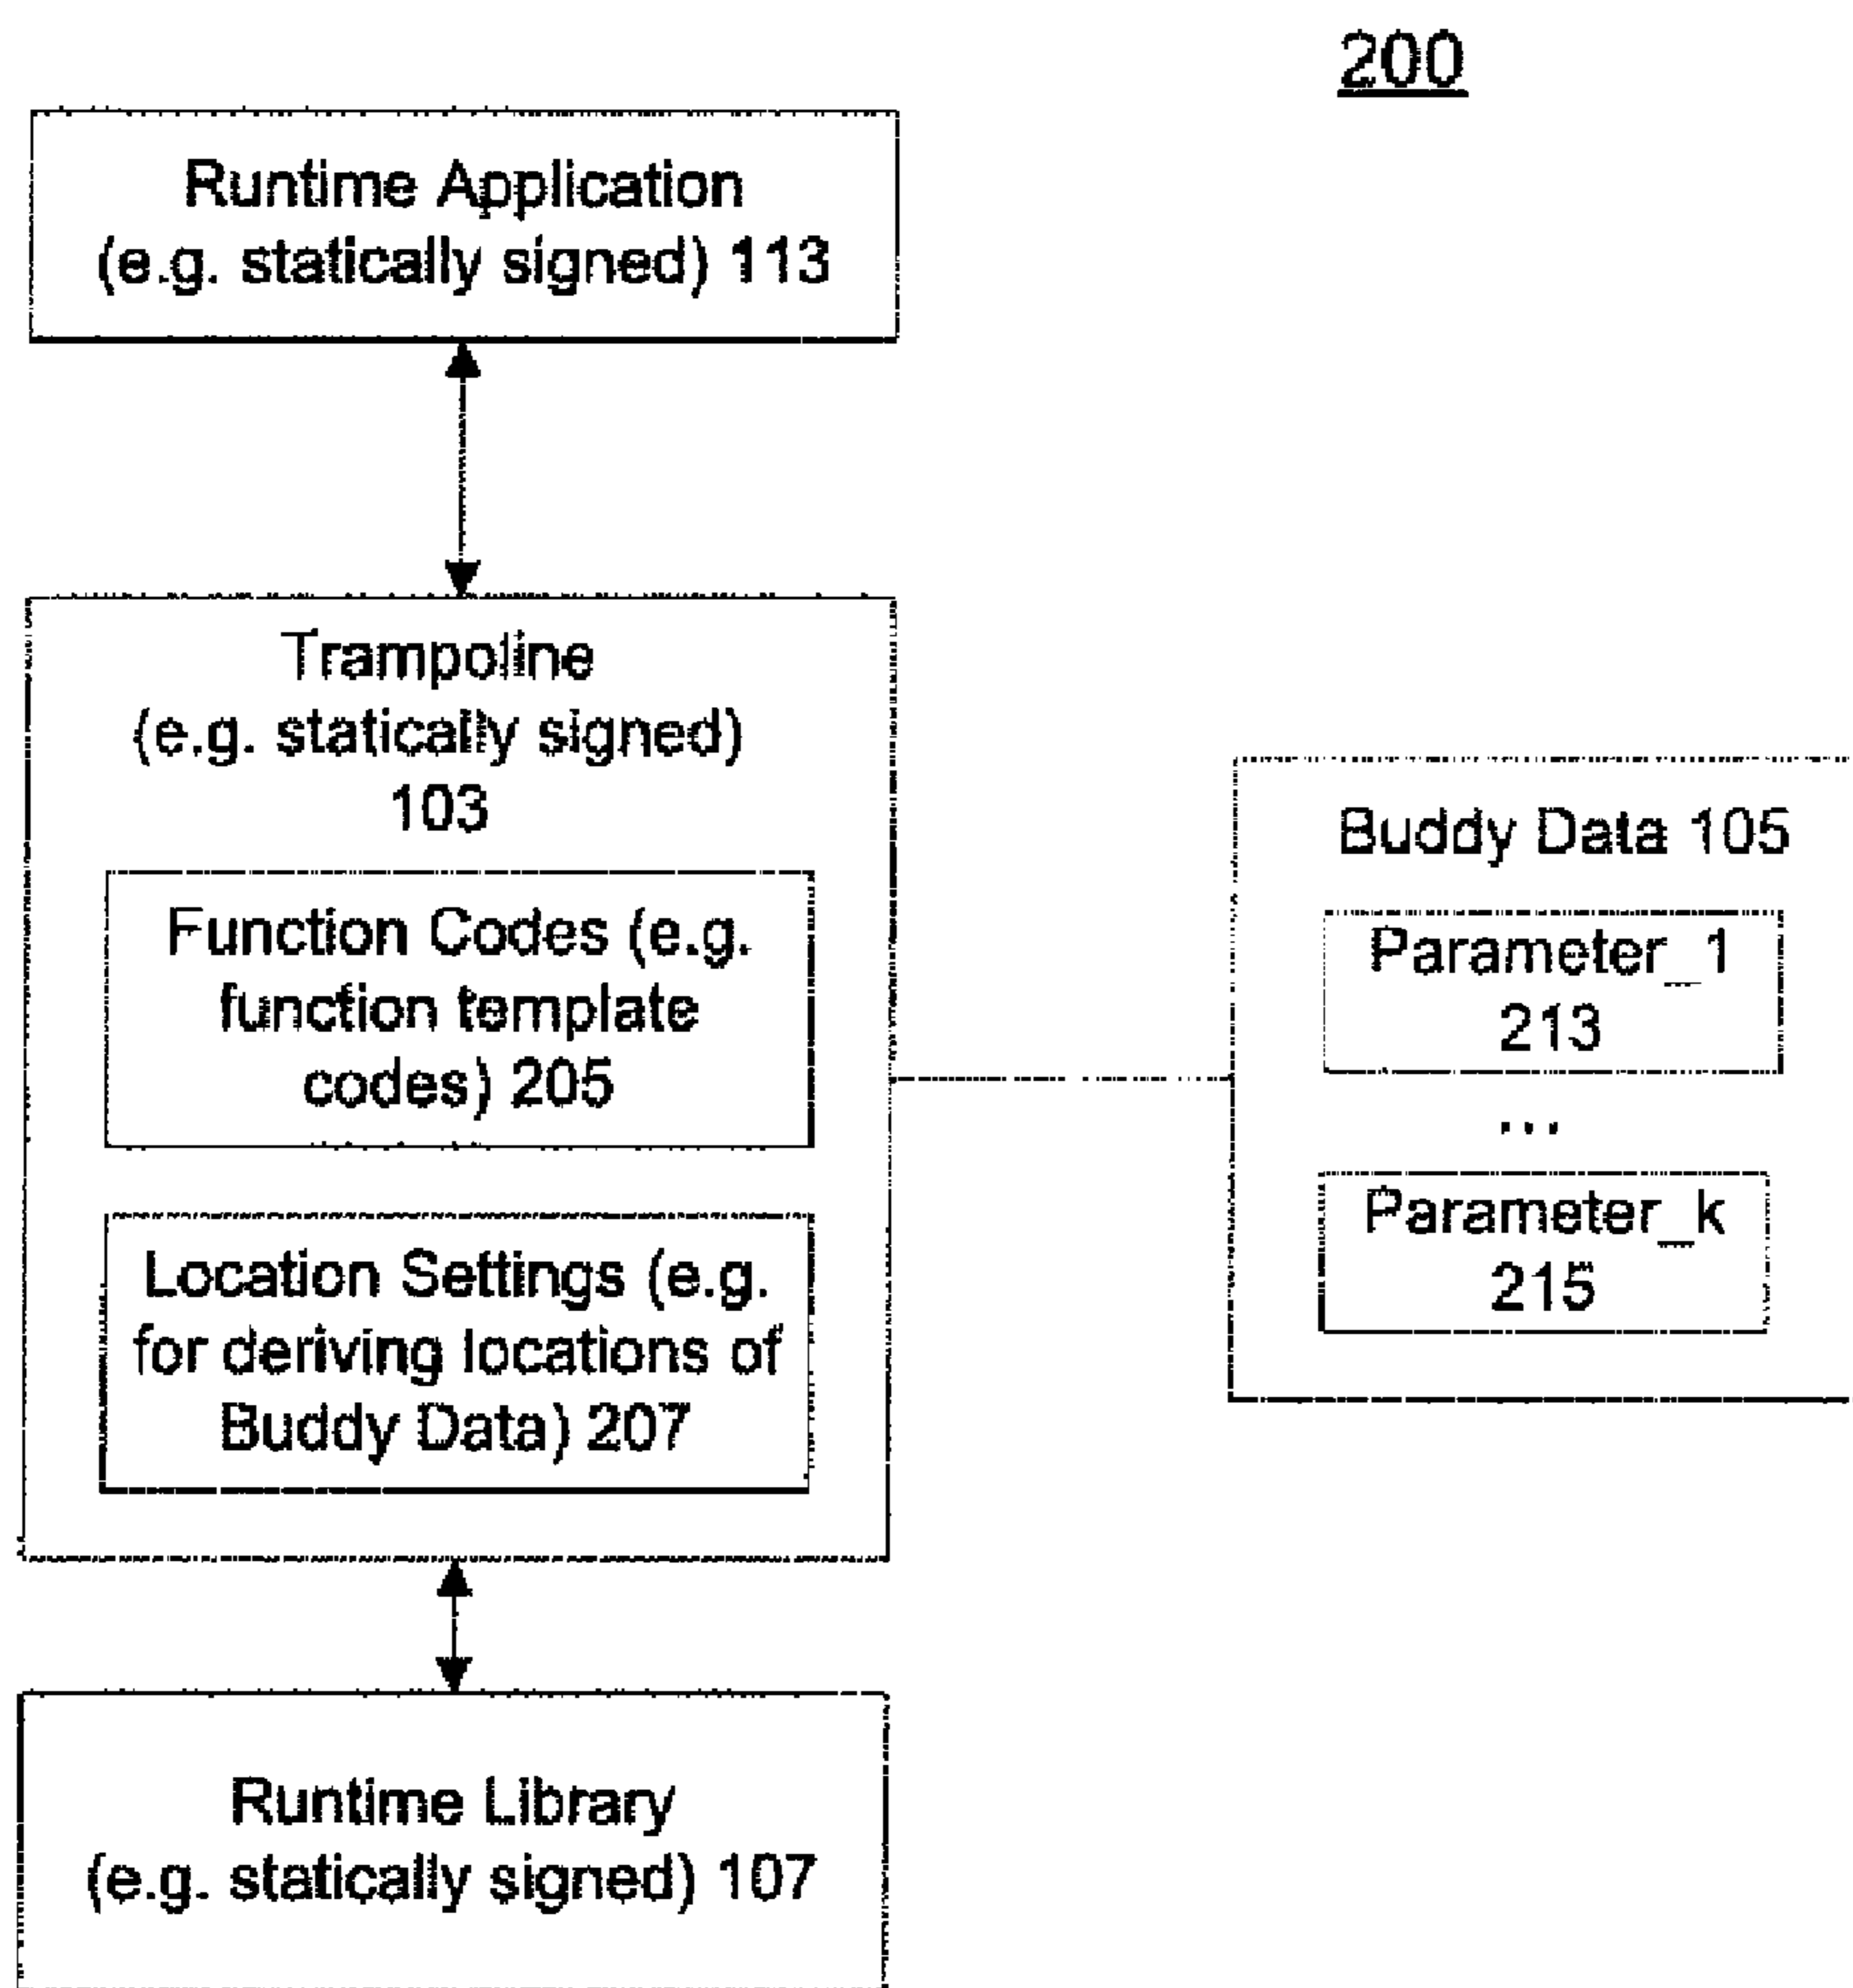 200
Runtime Application
(e.g. statically signed) 113
Trampoline
(e.g. statically signed)
103
Function Codes (e.g.
function template
codes) 205
Location Settings (e.g.
for deriving locations of
Buddy Data) 207
Buddy Data 105
Parameter_1
213
...
Parameter_k
215
Runtime Library
(e.g. statically signed) 107